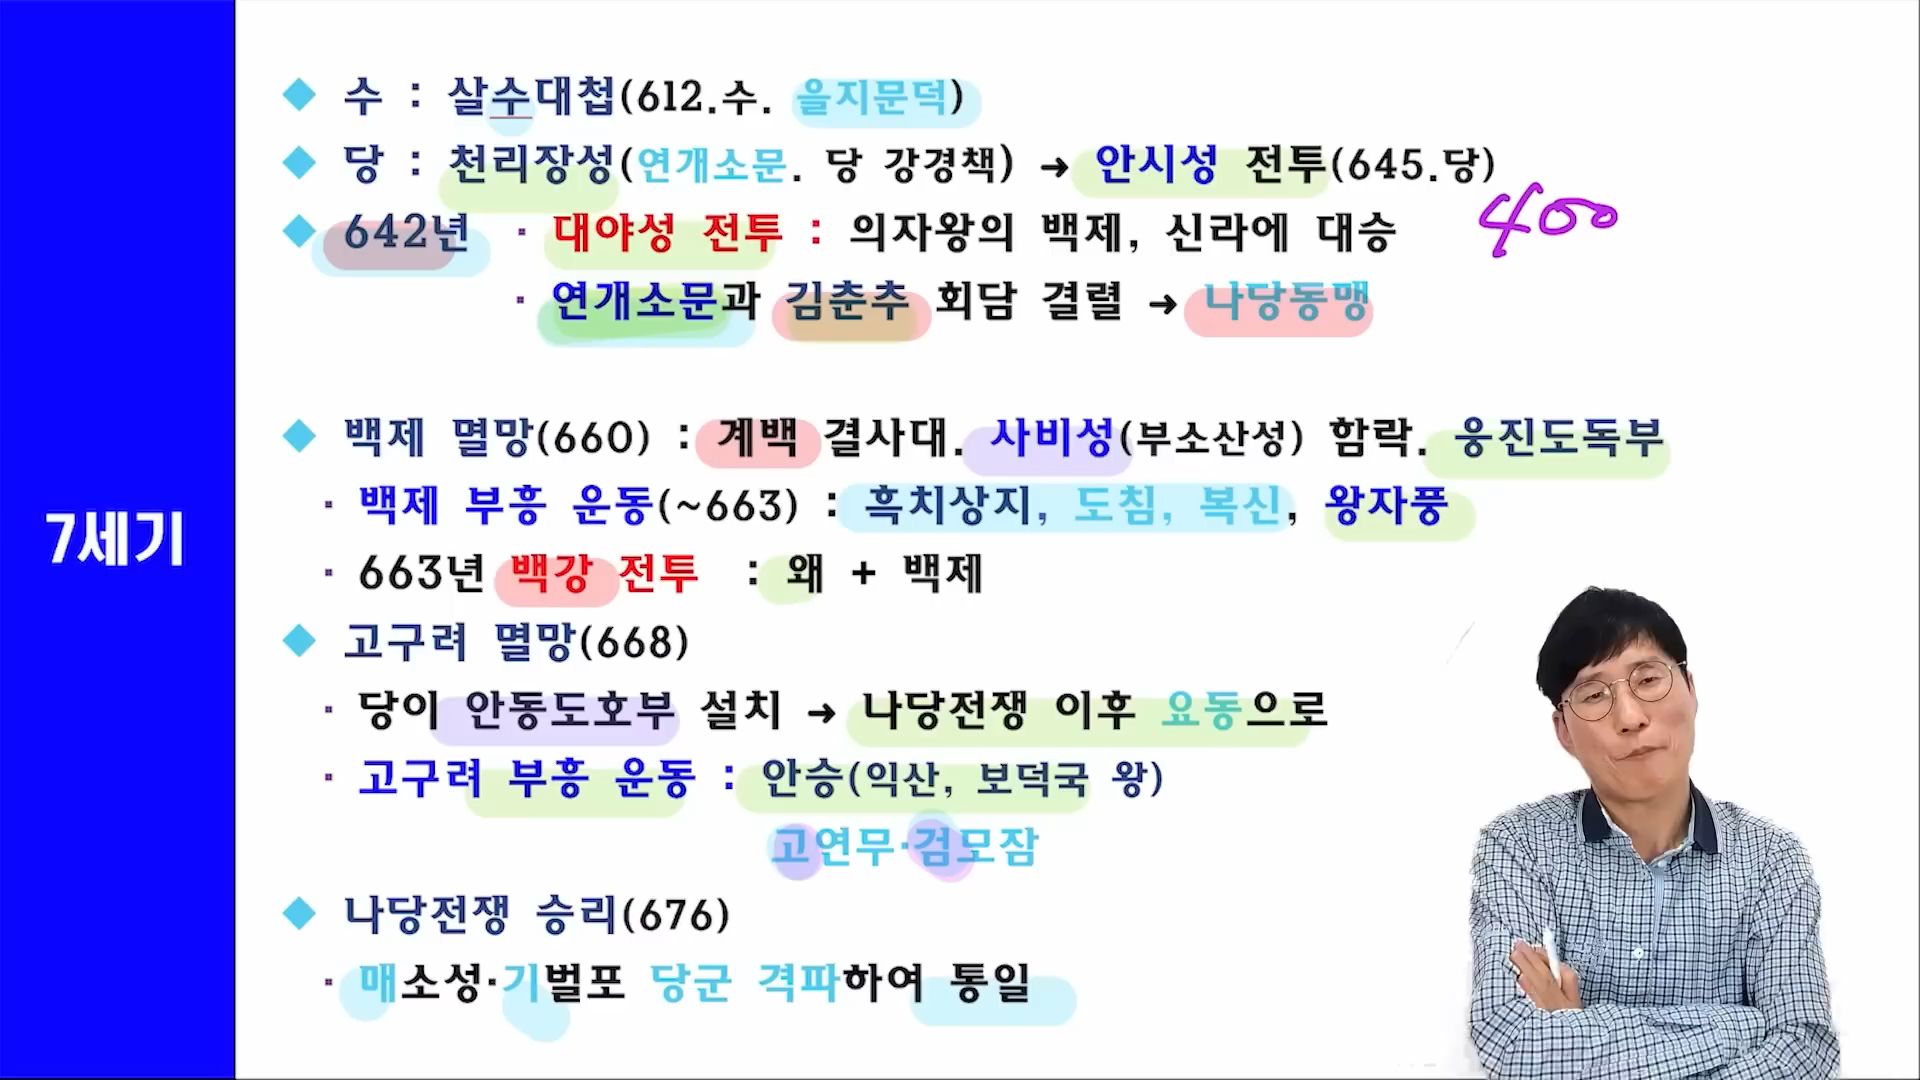 7세기
◆ 수 : 살수대첩(612.수. 을지문덕)
◆ 당 : 천리장성(연개소문. 당 강경책) → 안시성 전투(645.당)
400
◆ 642년 · 대야성 전투 : 의자왕의 백제, 신라에 대승
· 연개소문과 김춘추 회담 결렬 → 나당동맹
◆ 백제 멸망(660) : 계백 결사대. 사비성(부소산성) 함락. 웅진도독부
· 백제 부흥 운동(~663) : 흑치상지, 도침, 복신, 왕자풍
· 663년 백강 전투 : 왜 + 백제
◆ 고구려 멸망(668)
· 당이 안동도호부 설치 → 나당전쟁 이후 요동으로
· 고구려 부흥 운동 : 안승(익산, 보덕국 왕)
고연무·검모잠
◆ 나당전쟁 승리(676)
· 매소성·기벌포 당군 격파하여 통일